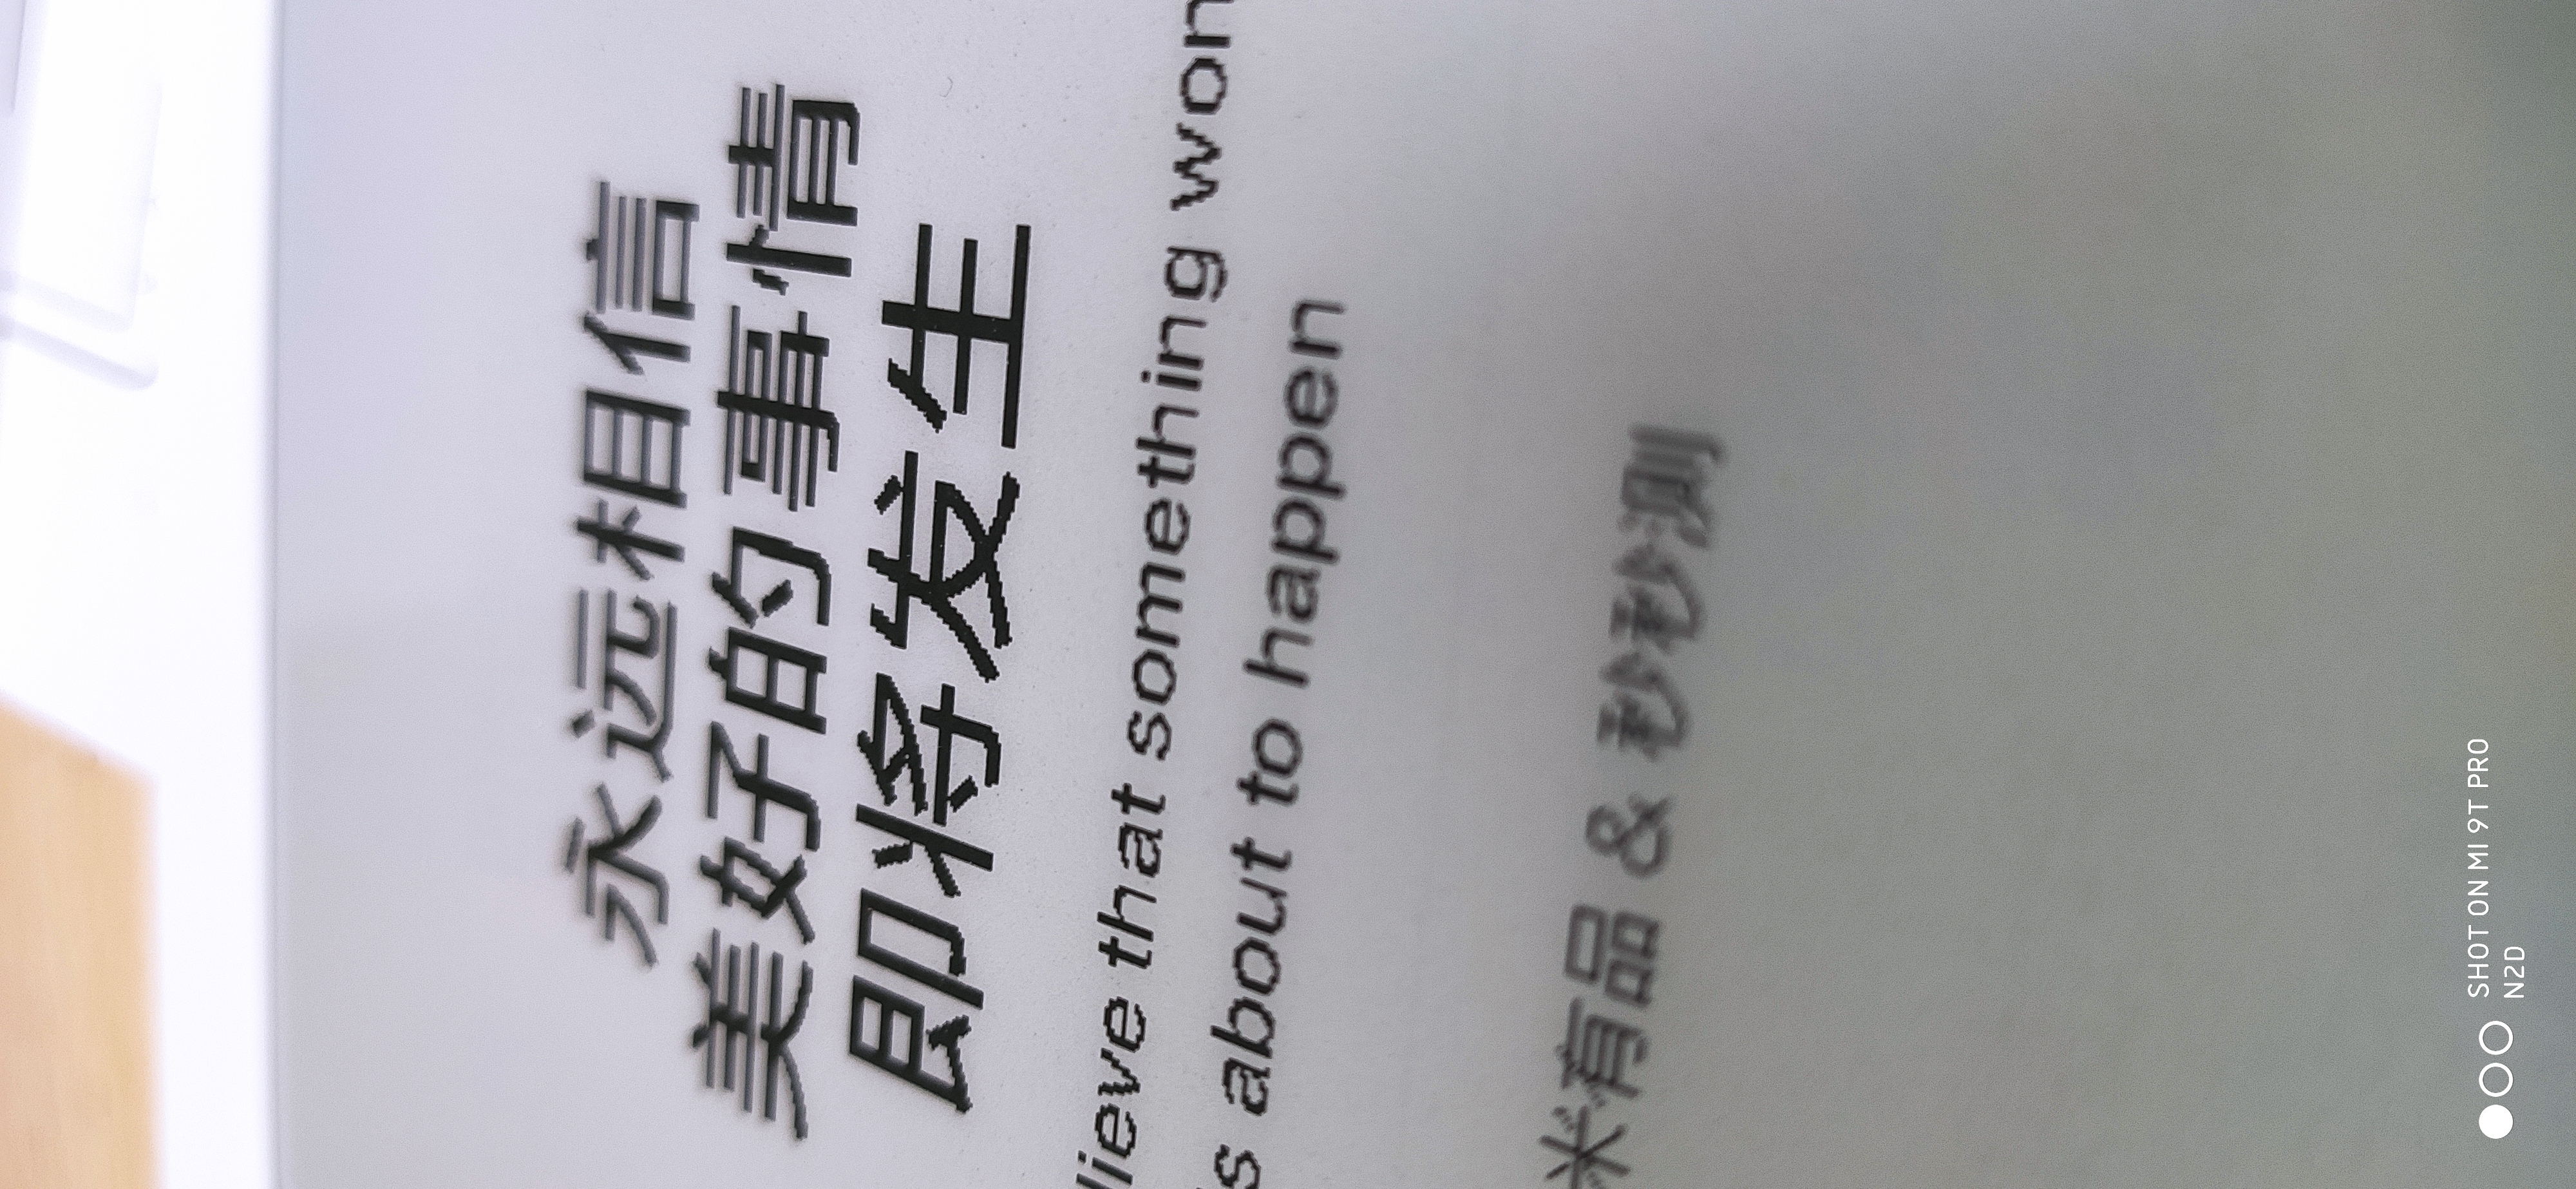 永远相信
美好的事情
即将发生
lieve that something won
is about to happen
米有品 & 秒秒测
SHOT ON MI 9T PRO
N2D